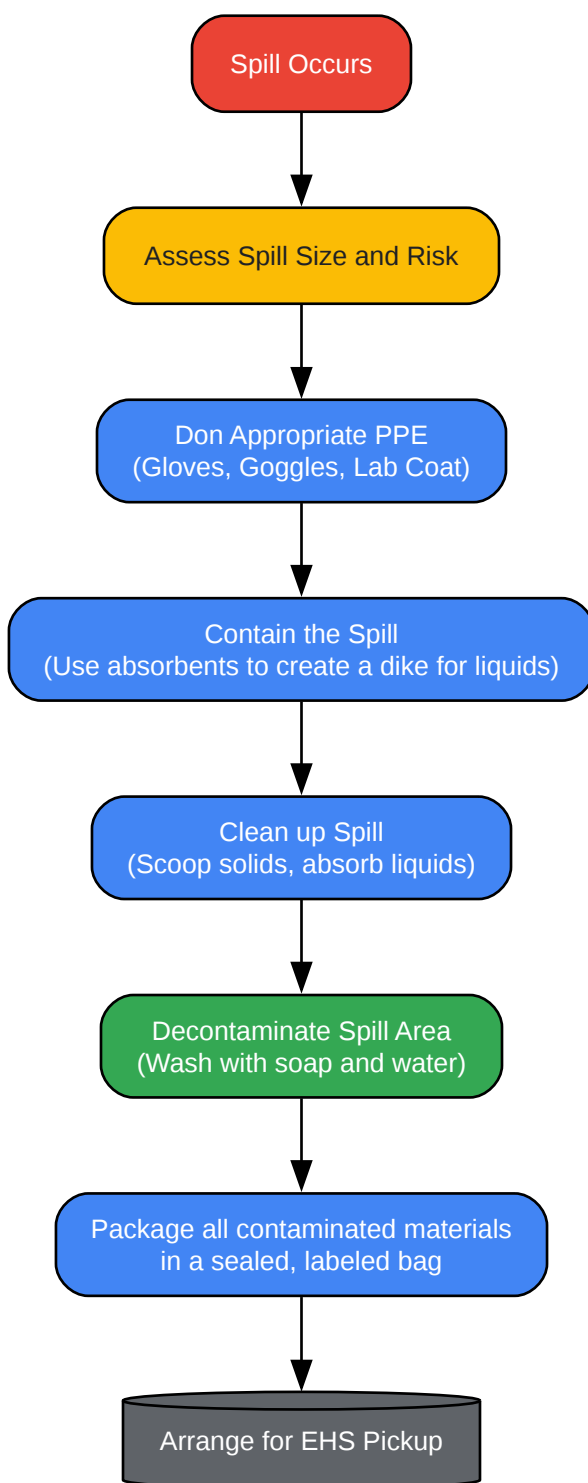 Spill Occurs
Assess Spill Size and Risk
Don Appropriate PPE
(Gloves, Goggles, Lab Coat)
Contain the Spill
(Use absorbents to create a dike for liquids)
Clean up Spill
(Scoop solids, absorb liquids)
Decontaminate Spill Area
(Wash with soap and water)
Package all contaminated materials
in a sealed, labeled bag
Arrange for EHS Pickup